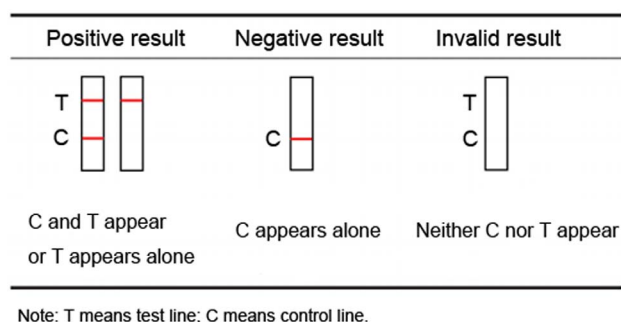 Positive result Negative result Invalid result
T T
C C C
C and T appear
or T appears alone
C appears alone
Neither C nor T appear
Note: T means test line; C means control line.